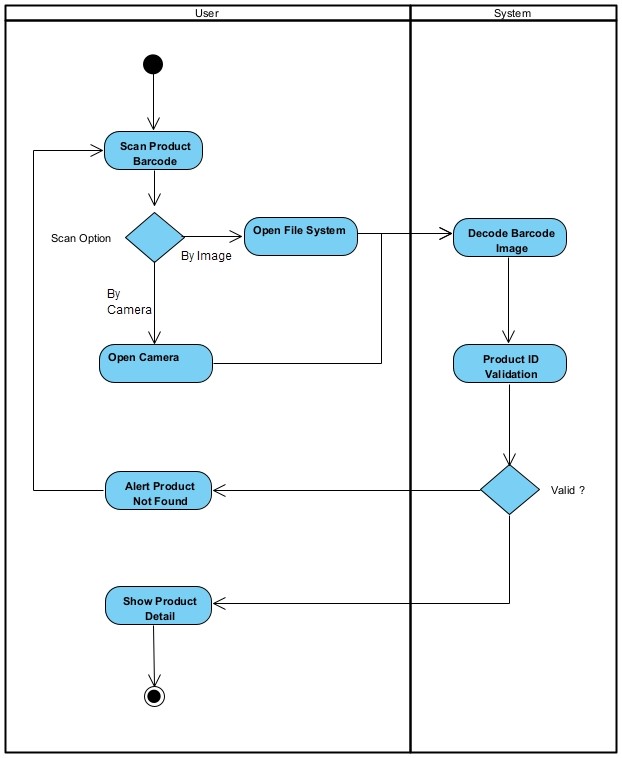 User
System
Scan Product
Barcode
Scan Option
By Image
Open File System
Decode Barcode
Image
By
Camera
Open Camera
Product ID
Validation
Alert Product
Not Found
Valid ?
Show Product
Detail